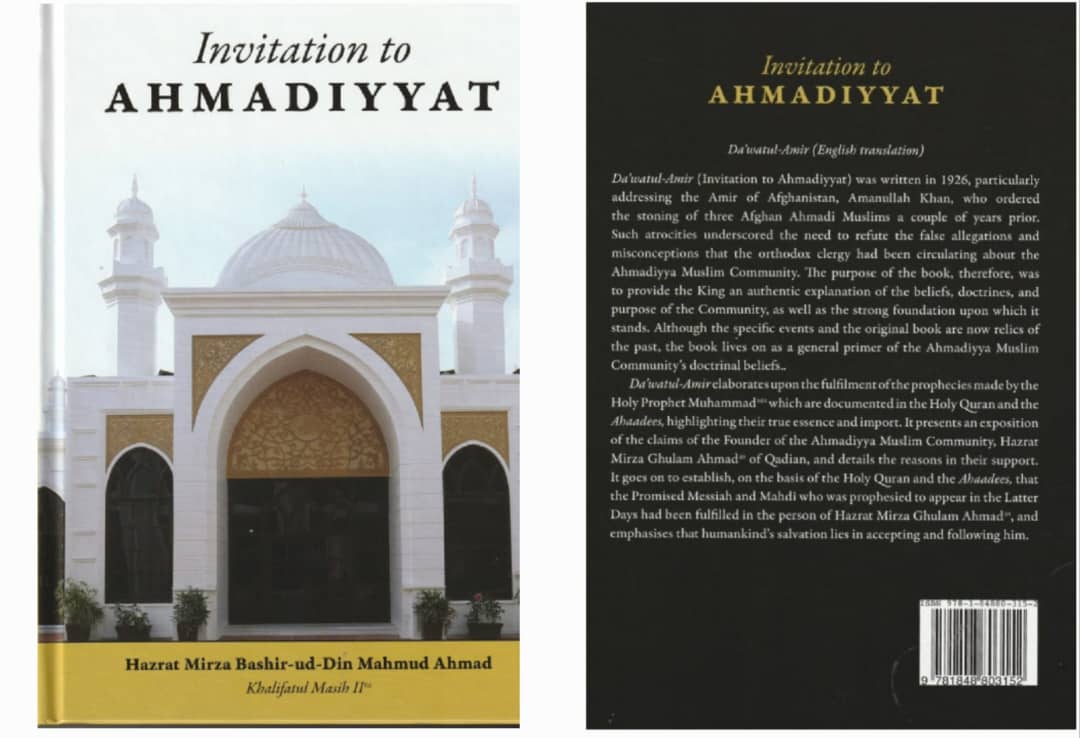 Invitation to
AHMADIYYAT
Hazrat Mirza Bashir-ud-Din Mahmud Ahmad
Khalifatul Masih IIra
Invitation to
AHMADIYYAT
Da'watul-Amir (English translation)
Da'watul-Amir (Invitation to Ahmadiyyat) was written in 1926, particularly
addressing the Amir of Afghanistan, Amanullah Khan, who ordered
the stoning of three Afghan Ahmadi Muslims a couple of years prior.
Such atrocities underscored the need to refute the false allegations and
misconceptions that the orthodox clergy had been circulating about the
Ahmadiyya Muslim Community. The purpose of the book, therefore, was
to provide the King an authentic explanation of the beliefs, doctrines, and
purpose of the Community, as well as the strong foundation upon which it
stands. Although the specific events and the original book are now relics of
the past, the book lives on as a general primer of the Ahmadiyya Muslim
Community's doctrinal beliefs..
Da'watul-Amir elaborates upon the fulfilment of the prophecies made by the
Holy Prophet Muhammad which are documented in the Holy Quran and the
Ahaadees, highlighting their true essence and import. It presents an exposition
of the claims of the Founder of the Ahmadiyya Muslim Community, Hazrat
Mirza Ghulam Ahmad of Qadian, and details the reasons in their support.
It goes on to establish, on the basis of the Holy Quran and the Ahaadees, that
the Promised Messiah and Mahdi who was prophesied to appear in the Latter
Days had been fulfilled in the person of Hazrat Mirza Ghulam Ahmad, and
emphasises that humankind's salvation lies in accepting and following him.
ISBN 978-1-84880-315-2
9 781848 803152